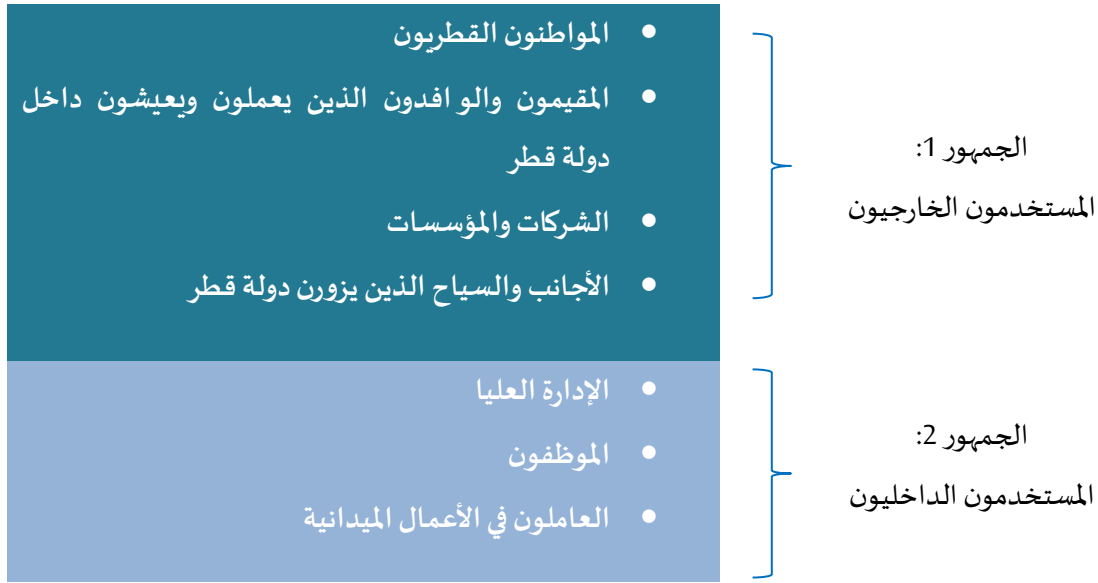 الجمهور 1:
المستخدمون الخارجيون
• المواطنون القطريون
• المقيمون والوافدون الذين يعملون ويعيشون داخل
دولة قطر
• الشركات والمؤسسات
• الأجانب والسياح الذين يزورن دولة قطر
الجمهور 2:
المستخدمون الداخليون
• الإدارة العليا
• الموظفون
• العاملون في الأعمال الميدانية